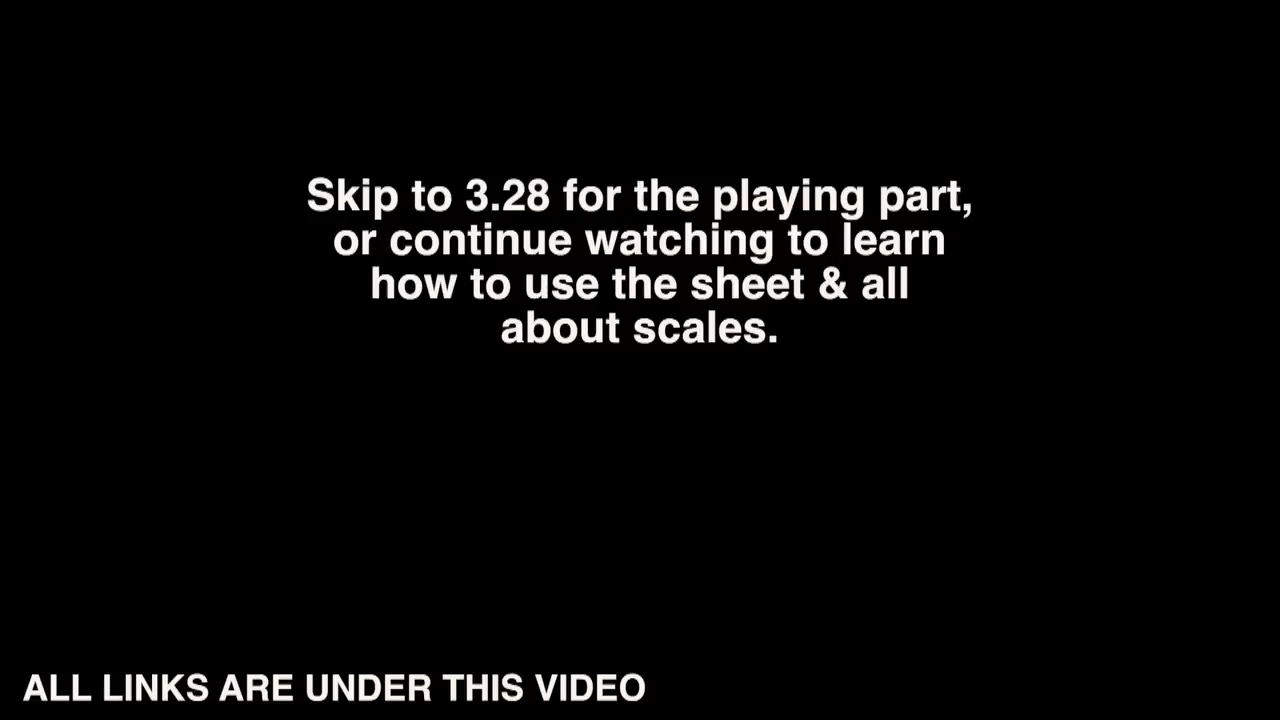 Skip to 3.28 for the playing part,
or continue watching to learn
how to use the sheet & all
about scales.
ALL LINKS ARE UNDER THIS VIDEO